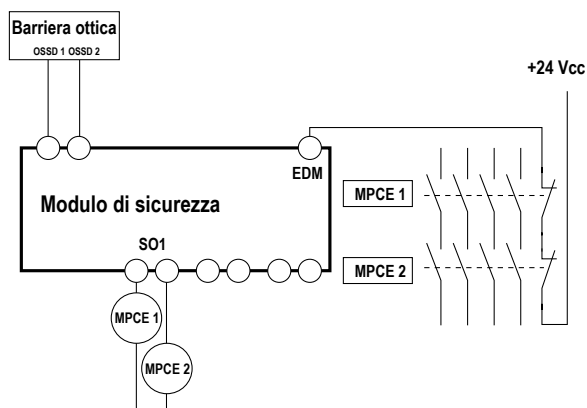 Barriera ottica
OSSD 1 OSSD 2
+24 Vcc
EDM
Modulo di sicurezza
MPCE 1
SO1
MPCE 2
MPCE 1
MPCE 2